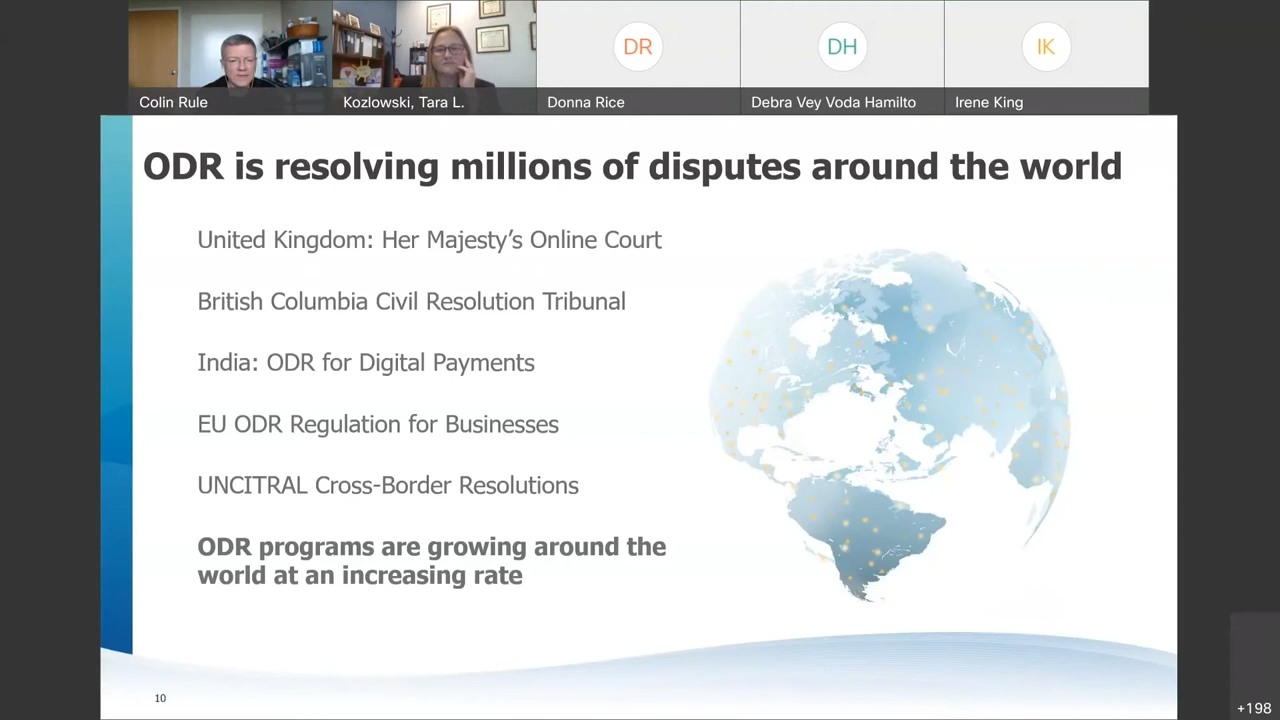 DR
DH
IK
Colin Rule
Kozlowski, Tara L.
Donna Rice
Debra Vey Voda Hamilto
Irene King
ODR is resolving millions of disputes around the world
United Kingdom: Her Majesty’s Online Court
British Columbia Civil Resolution Tribunal
India: ODR for Digital Payments
EU ODR Regulation for Businesses
UNCITRAL Cross-Border Resolutions
ODR programs are growing around the
world at an increasing rate
10
+198